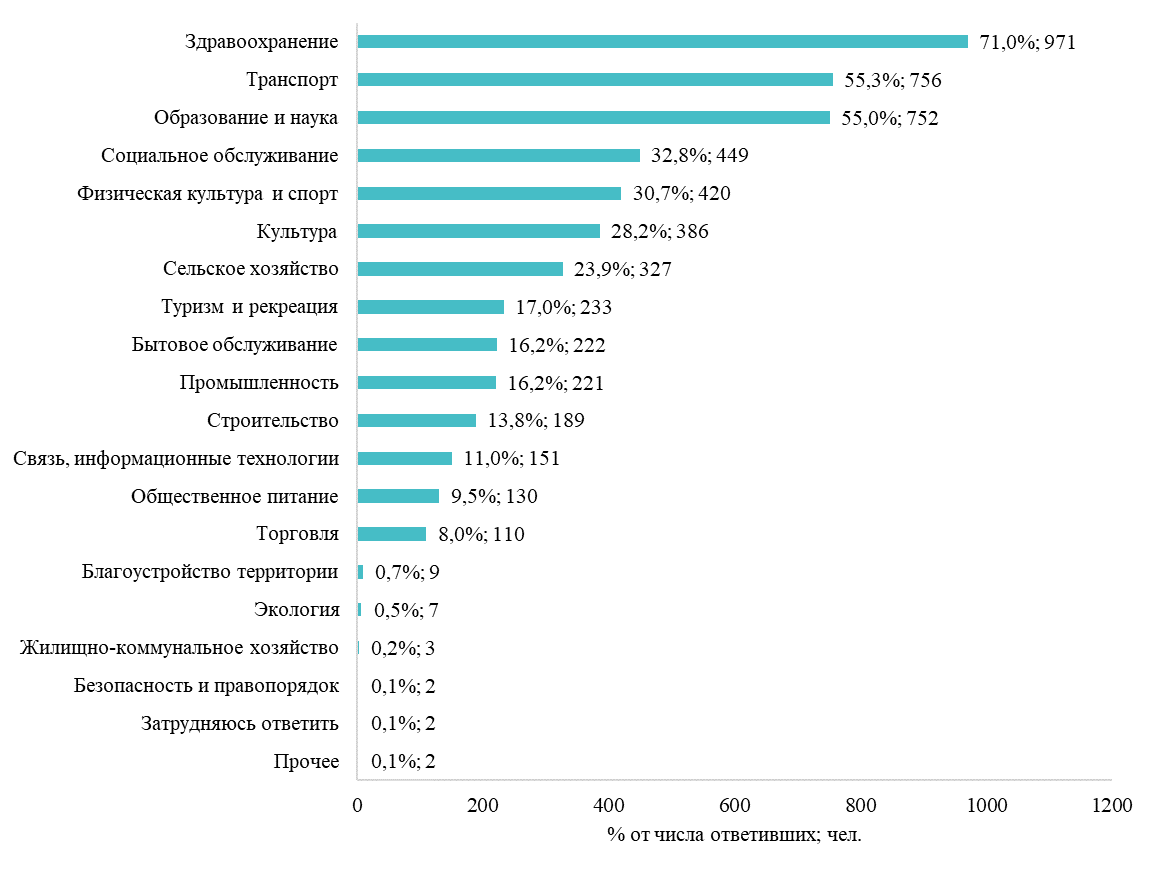 Здравоохранение 71,0%; 971
Транспорт 55,3%; 756
Образование и наука 55,0%; 752
Социальное обслуживание 32,8%; 449
Физическая культура и спорт 30,7%; 420
Культура 28,2%; 386
Сельское хозяйство 23,9%; 327
Туризм и рекреация 17,0%; 233
Бытовое обслуживание 16,2%; 222
Промышленность 16,2%; 221
Строительство 13,8%; 189
Связь, информационные технологии 11,0%; 151
Общественное питание 9,5%; 130
Торговля 8,0%; 110
Благоустройство территории 0,7%; 9
Экология 0,5%; 7
Жилищно-коммунальное хозяйство 0,2%; 3
Безопасность и правопорядок 0,1%; 2
Затрудняюсь ответить 0,1%; 2
Прочее 0,1%; 2
0 200 400 600 800 1000 1200
% от числа ответивших; чел.